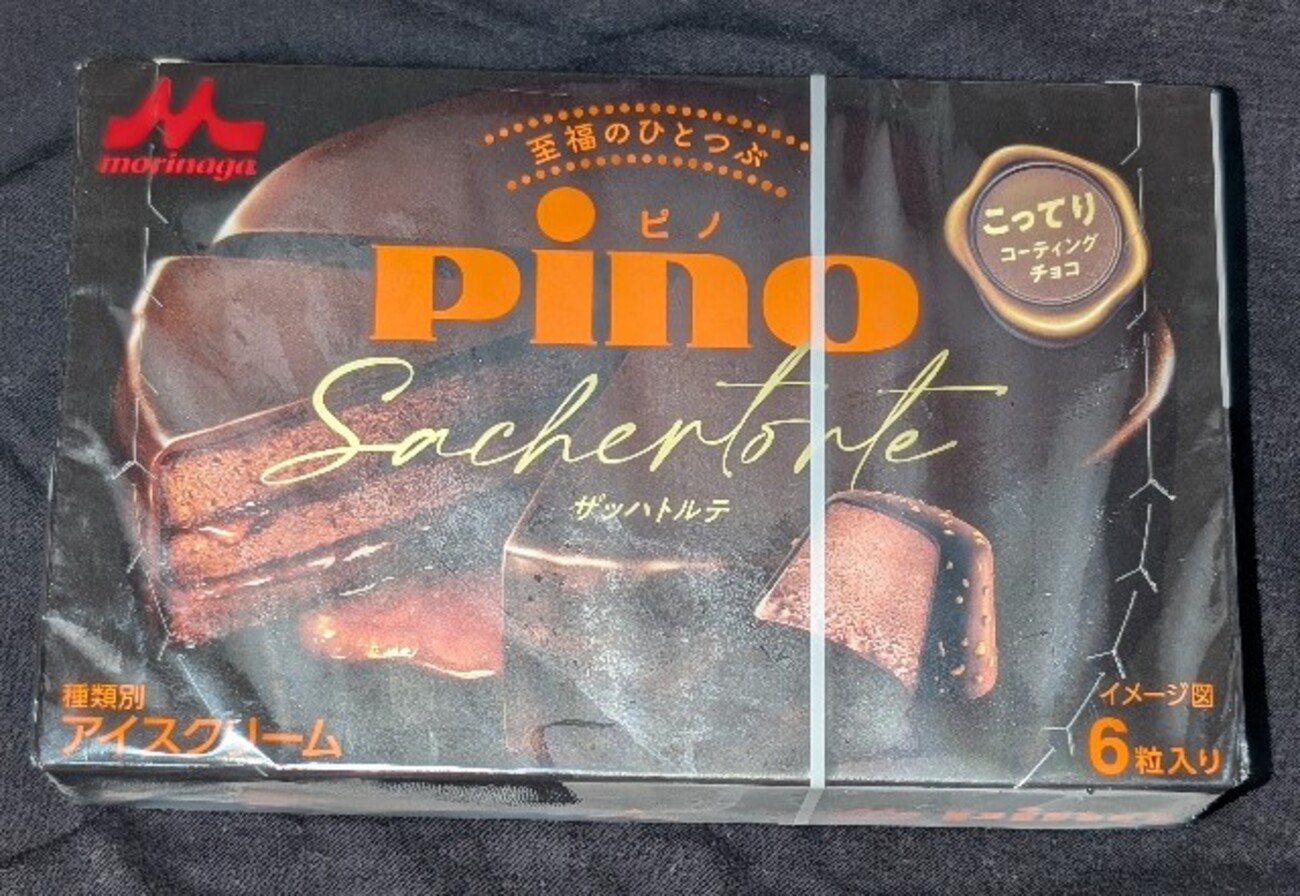 morinaga
至福のひとつぶ
ピノ
pino
Sachertorte
ザッハトルテ
こってり
コーティング
チョコ
種類別
アイスクリーム
イメージ図
6粒入り
pino